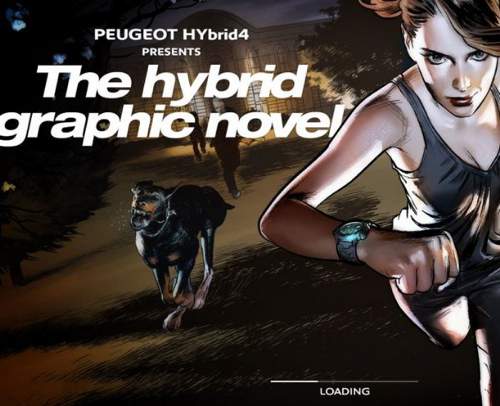 PEUGEOT HYbrid4
PRESENTS
The hybrid
graphic novel
LOADING